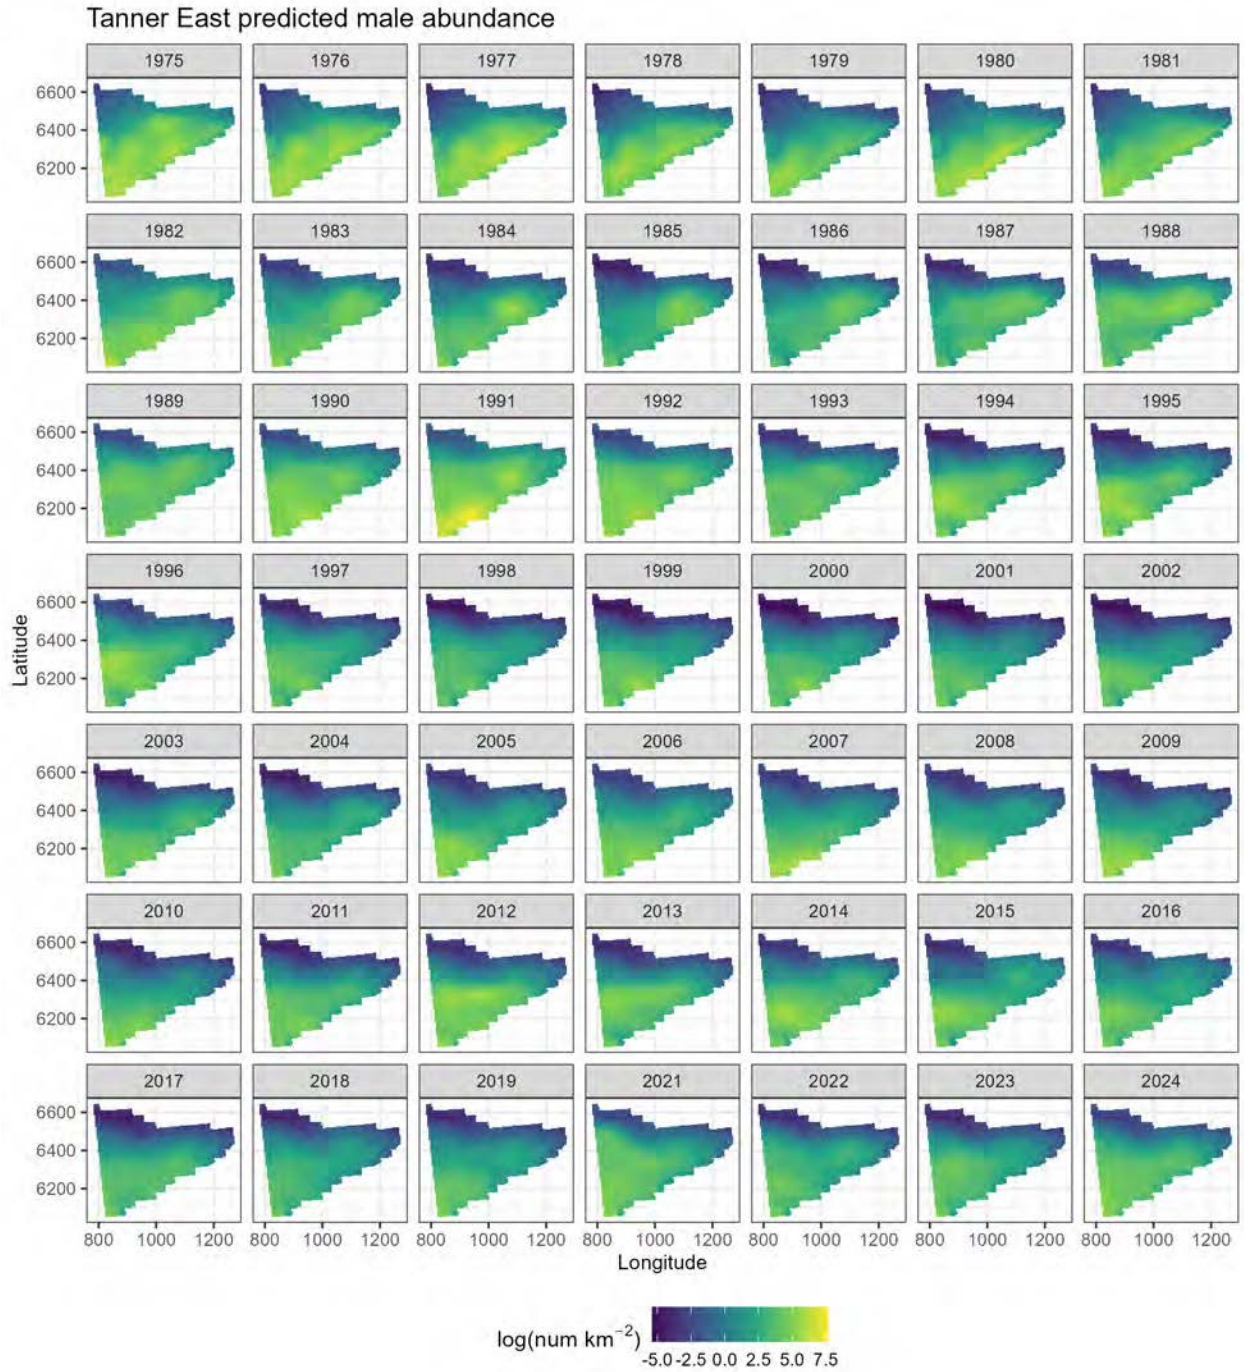 Tanner East predicted male abundance
1975 1976 1977 1978 1979 1980 1981
6600
6400
6200
1982 1983 1984 1985 1986 1987 1988
6600
6400
6200
1989 1990 1991 1992 1993 1994 1995
6600
6400
6200
1996 1997 1998 1999 2000 2001 2002
6600
6400
6200
Latitude
2003 2004 2005 2006 2007 2008 2009
6600
6400
6200
2010 2011 2012 2013 2014 2015 2016
6600
6400
6200
2017 2018 2019 2021 2022 2023 2024
6600
6400
6200
800 1000 1200 800 1000 1200 800 1000 1200 800 1000 1200 800 1000 1200 800 1000 1200 800 1000 1200
Longitude
log(num km⁻²)
-5.0 -2.5 0.0 2.5 5.0 7.5